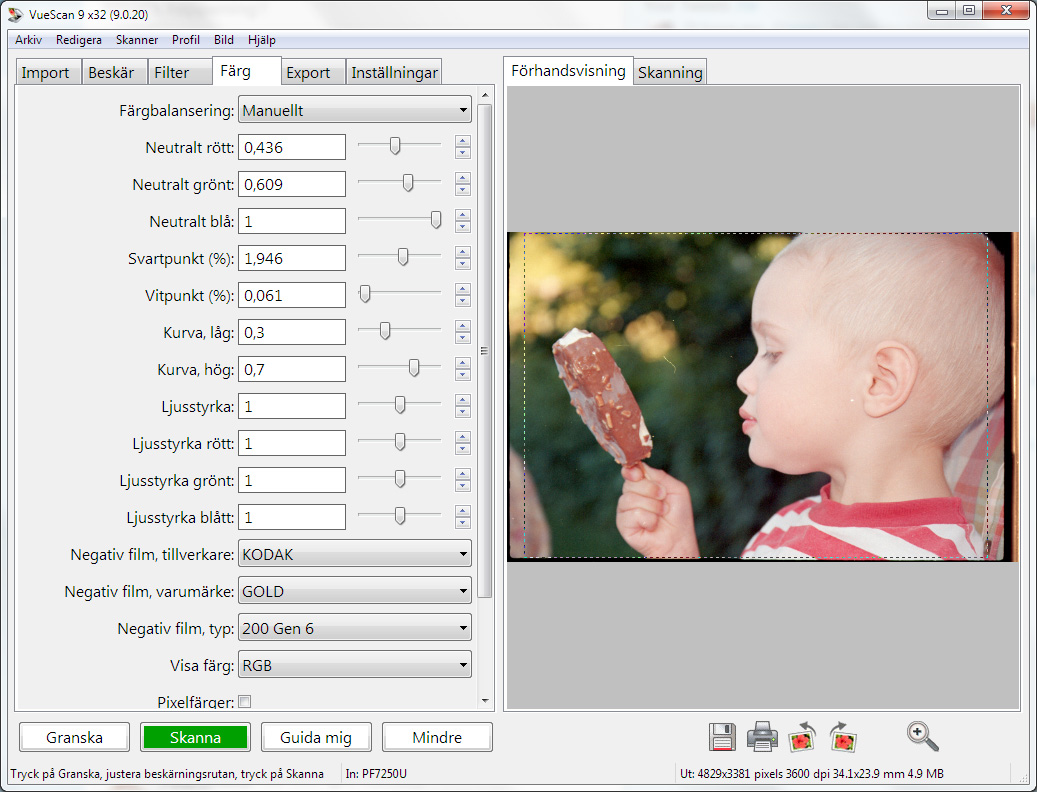 VueScan 9 x32 (9.0.20)
Arkiv Redigera Skanner Profil Bild Hjälp
Import Beskär Filter Färg Export Inställningar
Förhandsvisning Skanning
Färgbalansering: Manuellt
Neutralt rött: 0,436
Neutralt grönt: 0,609
Neutralt blå: 1
Svartpunkt (%): 1,946
Vitpunkt (%): 0,061
Kurva, låg: 0,3
Kurva, hög: 0,7
Ljusstyrka: 1
Ljusstyrka rött: 1
Ljusstyrka grönt: 1
Ljusstyrka blått: 1
Negativ film, tillverkare: KODAK
Negativ film, varumärke: GOLD
Negativ film, typ: 200 Gen 6
Visa färg: RGB
Pixelfärger:
Granska Skanna Guida mig Mindre
Tryck på Granska, justera beskärningsrutan, tryck på Skanna In: PF7250U Ut: 4829x3381 pixels 3600 dpi 34.1x23.9 mm 4.9 MB